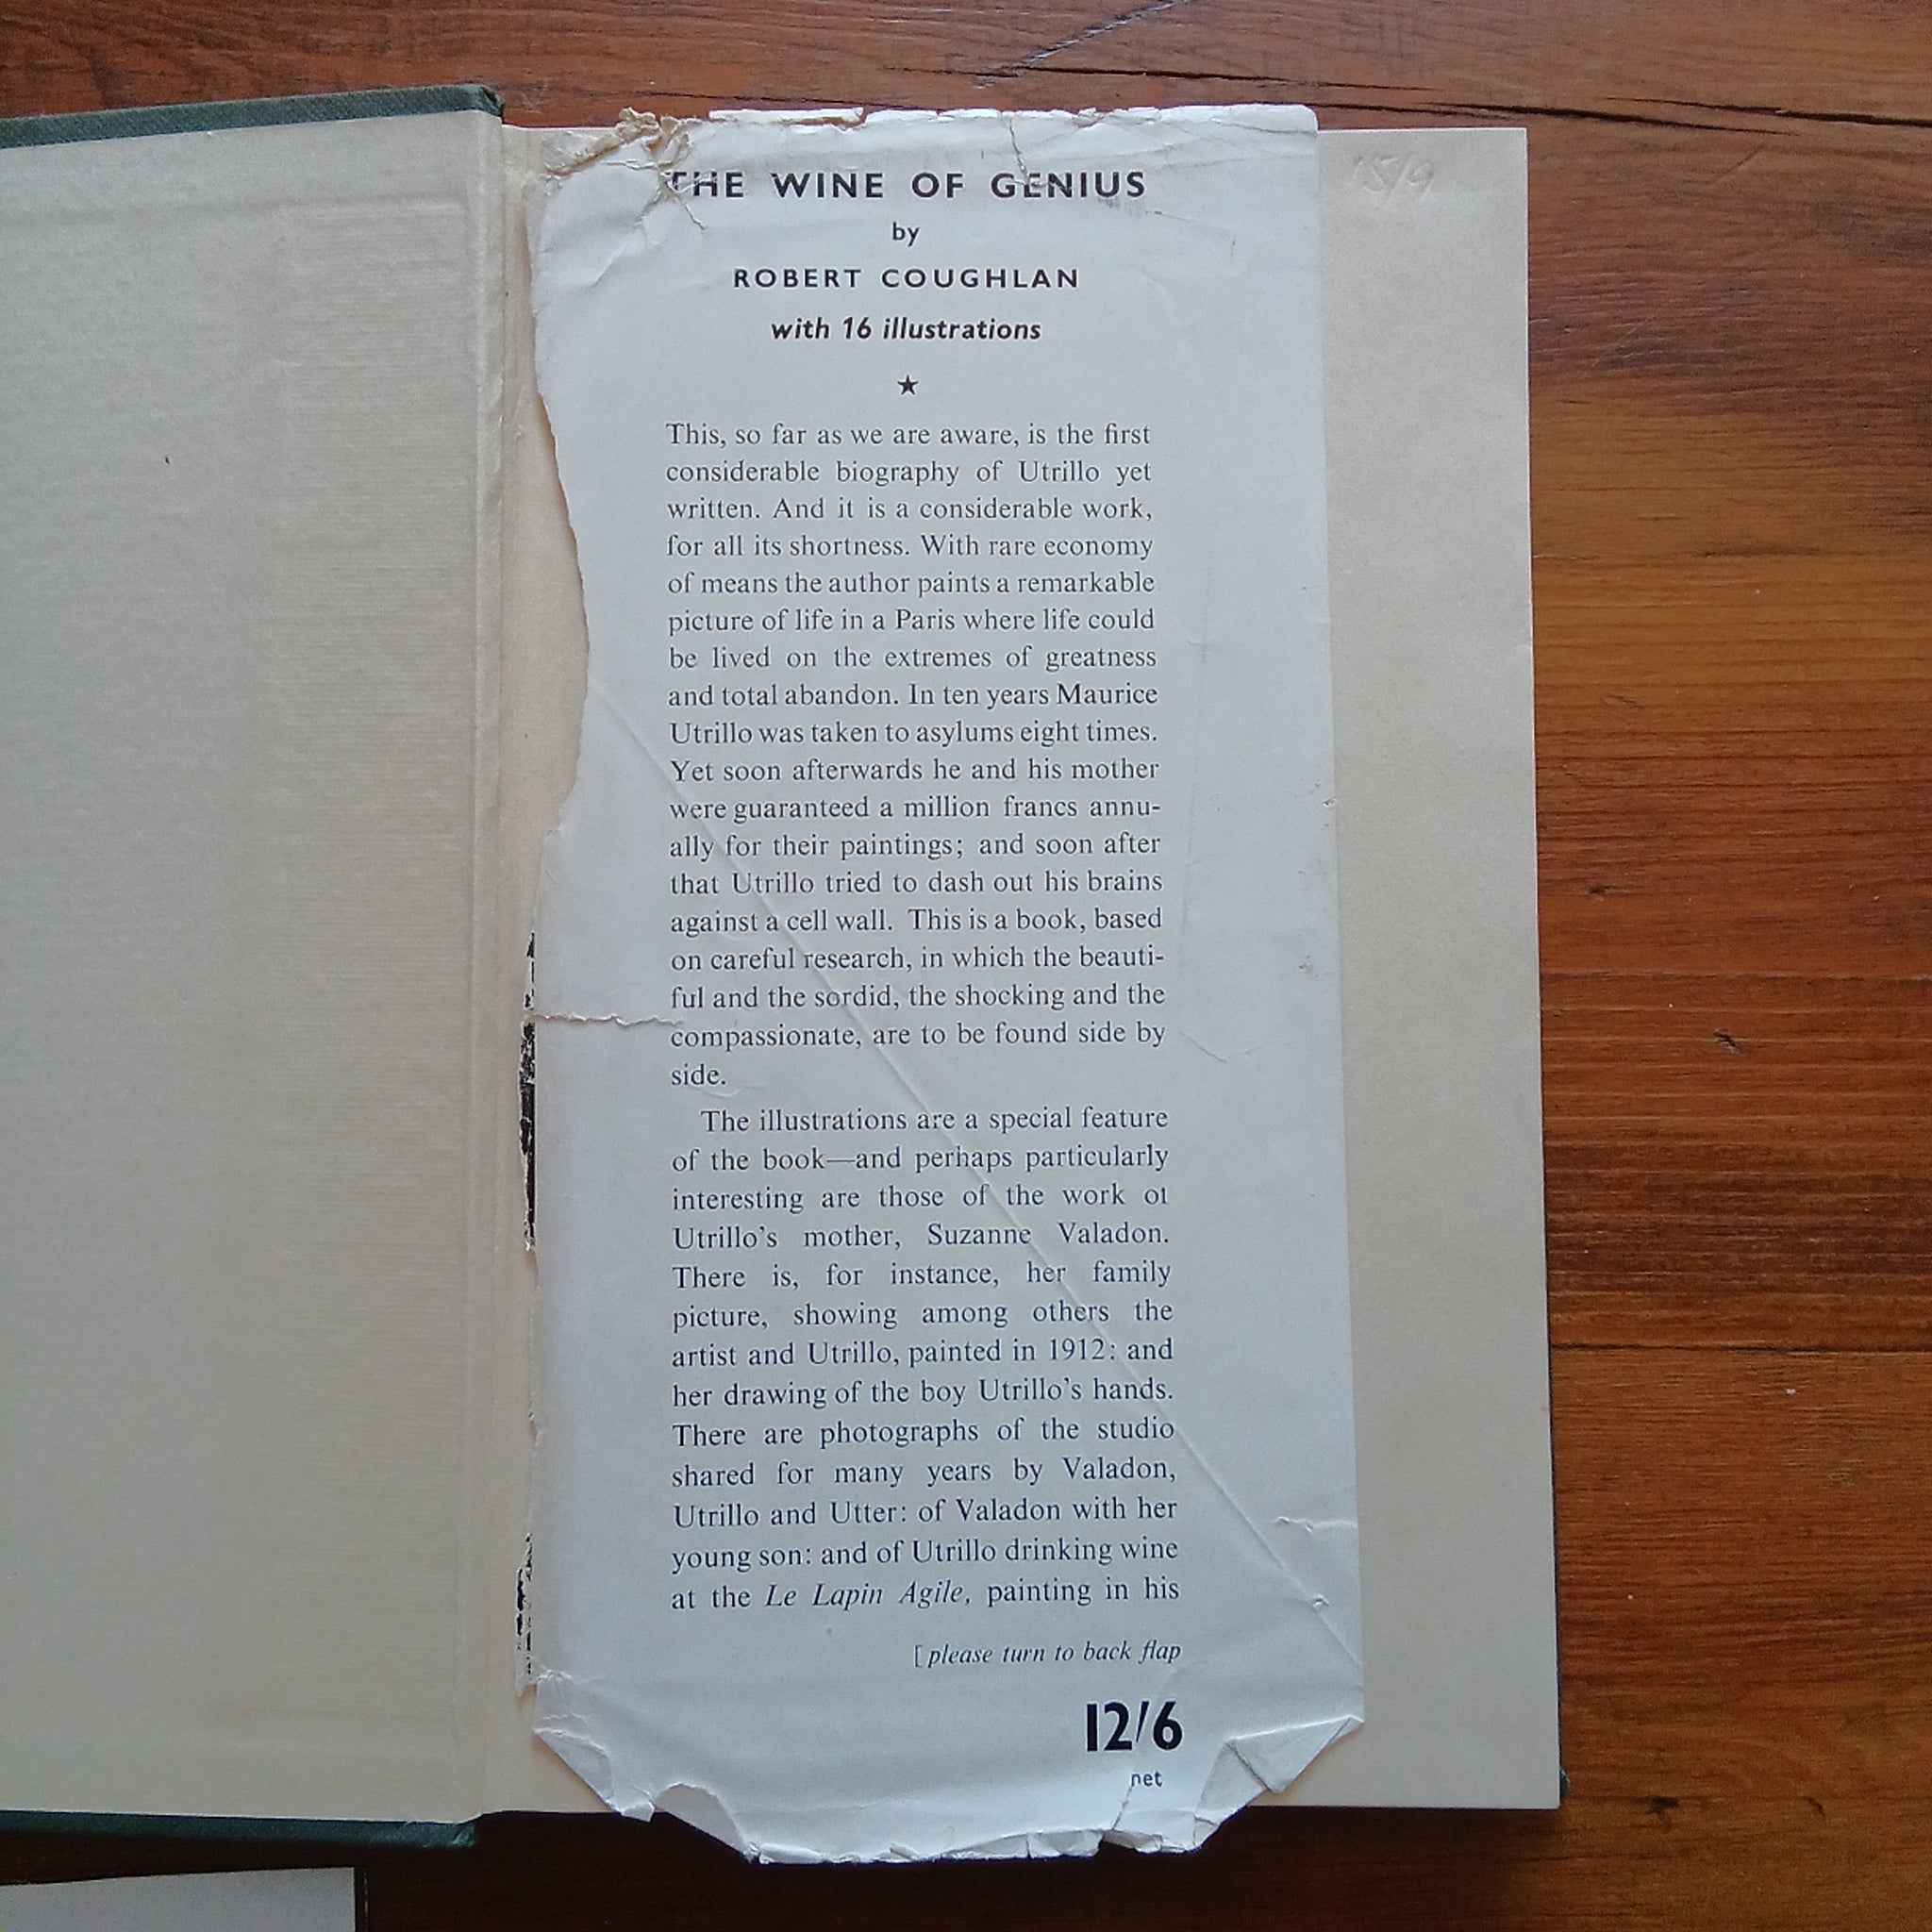 THE WINE OF GENIUS
by
ROBERT COUGHLAN
with 16 illustrations
★
This, so far as we are aware, is the first
considerable biography of Utrillo yet
written. And it is a considerable work,
for all its shortness. With rare economy
of means the author paints a remarkable
picture of life in a Paris where life could
be lived on the extremes of greatness
and total abandon. In ten years Maurice
Utrillo was taken to asylums eight times.
Yet soon afterwards he and his mother
were guaranteed a million francs annu-
ally for their paintings; and soon after
that Utrillo tried to dash out his brains
against a cell wall. This is a book, based
on careful research, in which the beauti-
ful and the sordid, the shocking and the
compassionate, are to be found side by
side.
The illustrations are a special feature
of the book—and perhaps particularly
interesting are those of the work of
Utrillo's mother, Suzanne Valadon.
There is, for instance, her family
picture, showing among others the
artist and Utrillo, painted in 1912: and
her drawing of the boy Utrillo's hands.
There are photographs of the studio
shared for many years by Valadon,
Utrillo and Utter: of Valadon with her
young son: and of Utrillo drinking wine
at the Le Lapin Agile, painting in his
[please turn to back flap
12/6
net